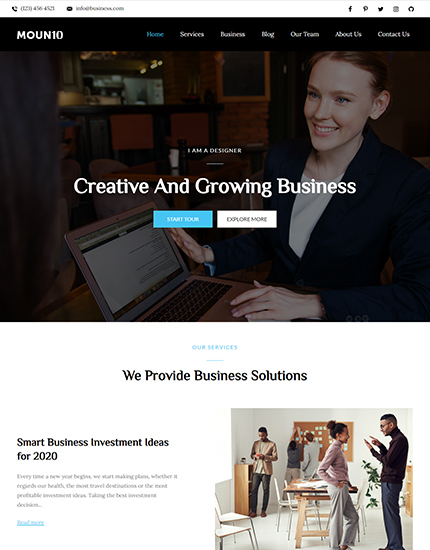 (123) 456 4521 info@business.com
MOUN10 Home Services Business Blog Our Team About Us Contact Us
I AM A DESIGNER
Creative And Growing Business
START TOUR EXPLORE MORE
OUR SERVICES
We Provide Business Solutions
Smart Business Investment Ideas
for 2020
Every time a new year begins, we start making plans, whether it
regards our health, the most travel destinations or the most
profitable investment ideas. Taking the best investment
decision...
Read more